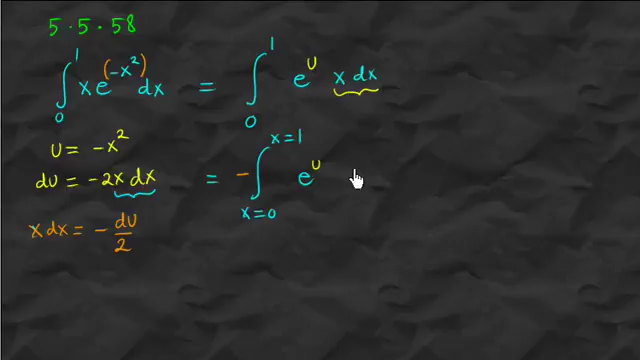 5 · 5 · 58
∫₀¹ x e^(-x²) dx = ∫₀¹ e^u x dx
u = -x²
du = -2x dx = - ∫_{x=0}^{x=1} e^u
x dx = - du/2